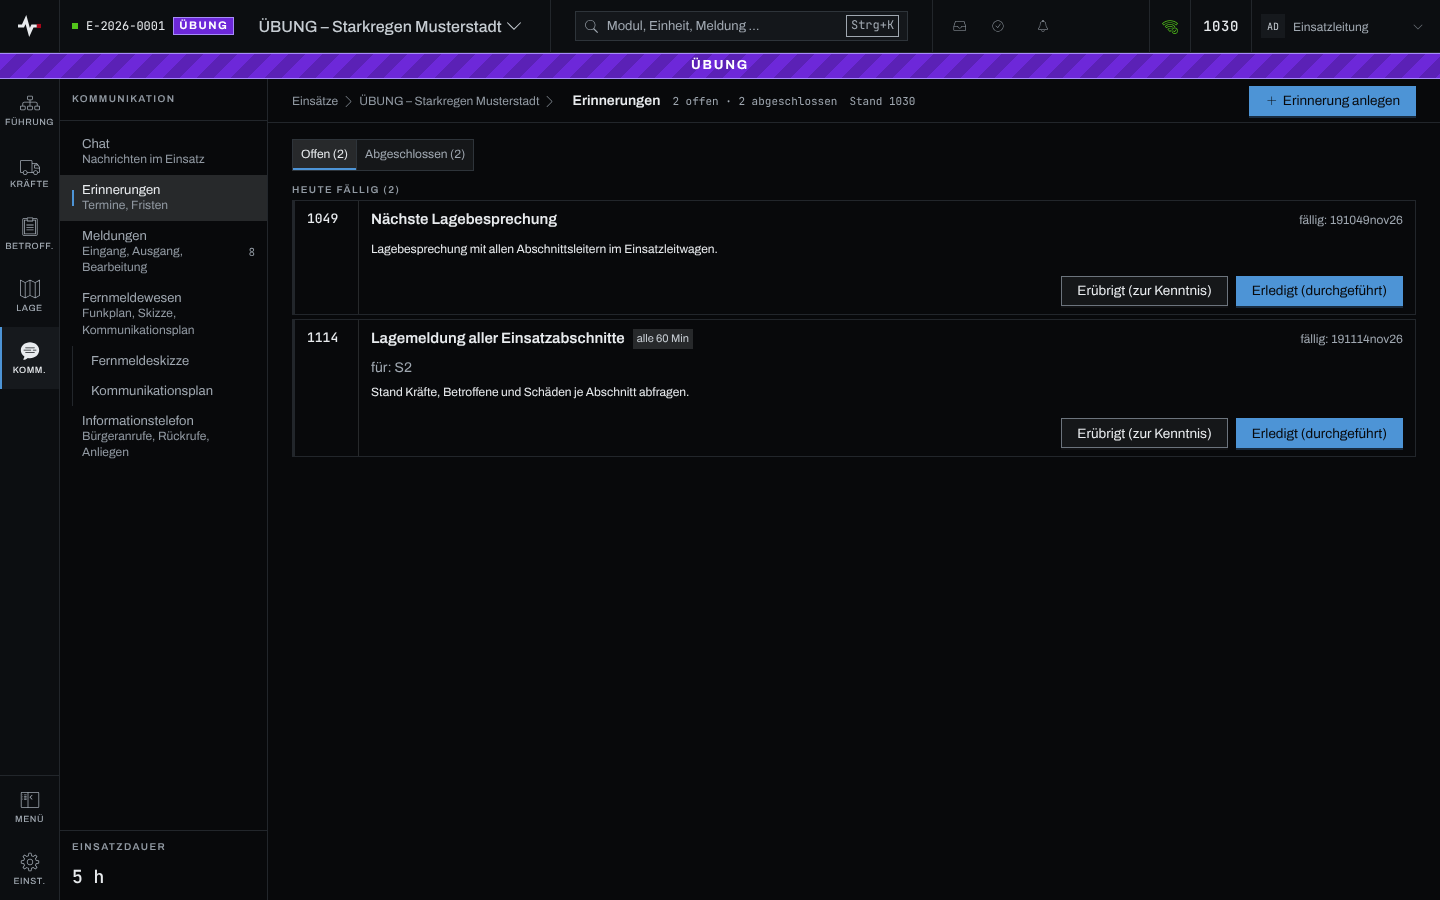 E-2026-0001 ÜBUNG ÜBUNG – Starkregen Musterstadt Modul, Einheit, Meldung ... Strg+K 1030 AD Einsatzleitung
ÜBUNG
FÜHRUNG
KRÄFTE
BETROFF.
LAGE
KOMM.
MENÜ
EINST.
KOMMUNIKATION
Chat
Nachrichten im Einsatz
Erinnerungen
Termine, Fristen
Meldungen
Eingang, Ausgang,
Bearbeitung
8
Fernmeldewesen
Funkplan, Skizze,
Kommunikationsplan
Fernmeldeskizze
Kommunikationsplan
Informationstelefon
Bürgeranrufe, Rückrufe,
Anliegen
EINSATZDAUER
5 h
Einsätze ÜBUNG – Starkregen Musterstadt Erinnerungen 2 offen · 2 abgeschlossen Stand 1030 + Erinnerung anlegen
Offen (2) Abgeschlossen (2)
HEUTE FÄLLIG (2)
1049 Nächste Lagebesprechung fällig: 191049nov26
Lagebesprechung mit allen Abschnittsleitern im Einsatzleitwagen.
Erübrigt (zur Kenntnis) Erledigt (durchgeführt)
1114 Lagemeldung aller Einsatzabschnitte alle 60 Min fällig: 191114nov26
für: S2
Stand Kräfte, Betroffene und Schäden je Abschnitt abfragen.
Erübrigt (zur Kenntnis) Erledigt (durchgeführt)